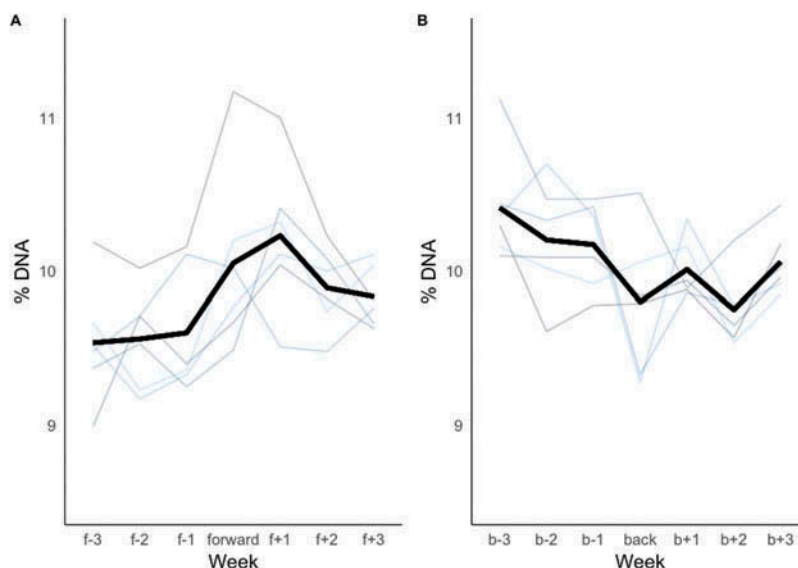 A
% DNA
11
10
9
f-3 f-2 f-1 forward f+1 f+2 f+3
Week
B
% DNA
11
10
9
b-3 b-2 b-1 back b+1 b+2 b+3
Week